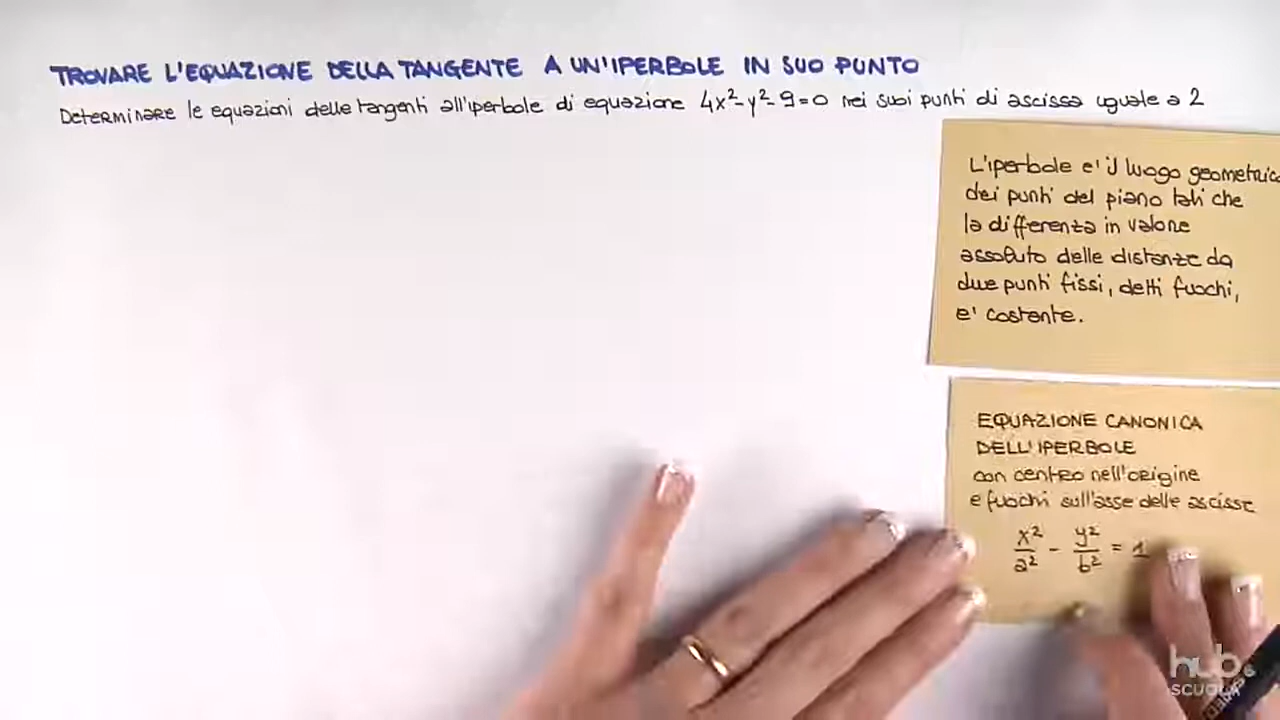 TROVARE L'EQUAZIONE DELLA TANGENTE A UN'IPERBOLE IN SUO PUNTO
Determinare le equazioni delle tangenti all'iperbole di equazione 4x²-y²-9=0 nei suoi punti di ascissa uguale a 2
L'iperbole e' il luogo geometrico
dei punti del piano tali che
la differenza in valore
assoluto delle distanze da
due punti fissi, detti fuochi,
e' costante.
EQUAZIONE CANONICA
DELL'IPERBOLE
con centro nell'origine
e fuochi sull'asse delle ascisse
x²/a² - y²/b² = 1
hub
SCUOLA